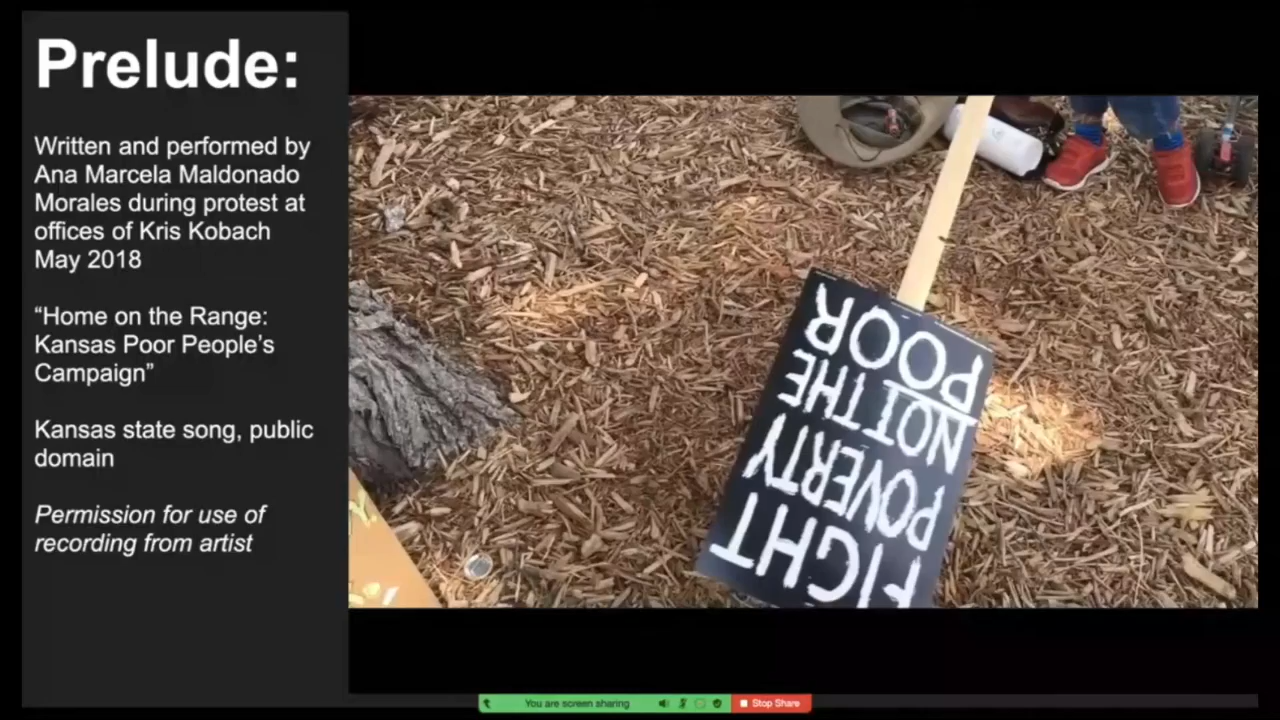 Prelude:
Written and performed by
Ana Marcela Maldonado
Morales during protest at
offices of Kris Kobach
May 2018
“Home on the Range:
Kansas Poor People’s
Campaign”
Kansas state song, public
domain
Permission for use of
recording from artist
FIGHT
POVERTY
NOT THE
POOR
You are screen sharing
Stop Share